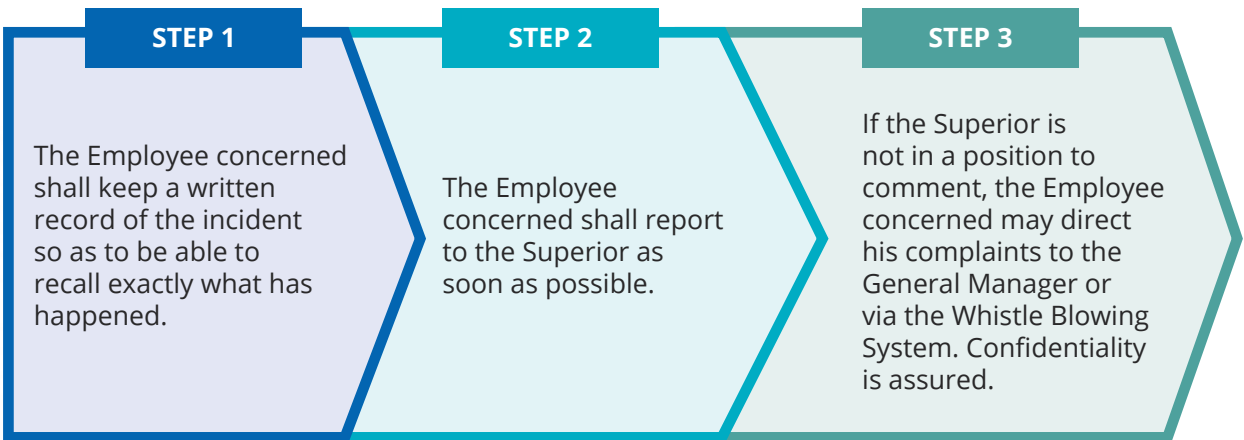 STEP 1
The Employee concerned
shall keep a written
record of the incident
so as to be able to
recall exactly what has
happened.
STEP 2
The Employee
concerned shall report
to the Superior as
soon as possible.
STEP 3
If the Superior is
not in a position to
comment, the Employee
concerned may direct
his complaints to the
General Manager or
via the Whistle Blowing
System. Confidentiality
is assured.